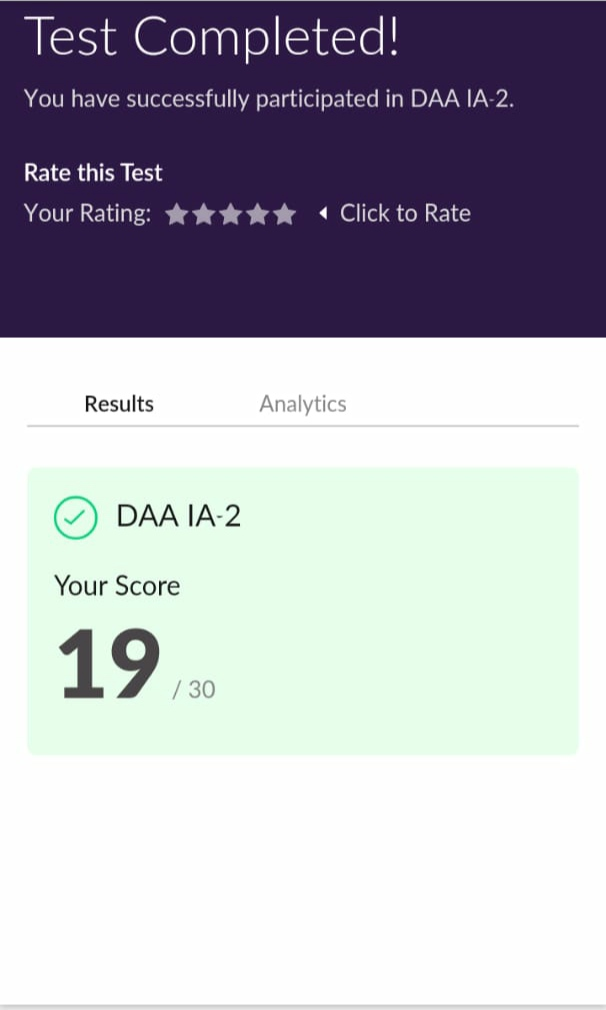 Test Completed!
You have successfully participated in DAA IA-2.
Rate this Test
Your Rating: Click to Rate
Results Analytics
DAA IA-2
Your Score
19 / 30